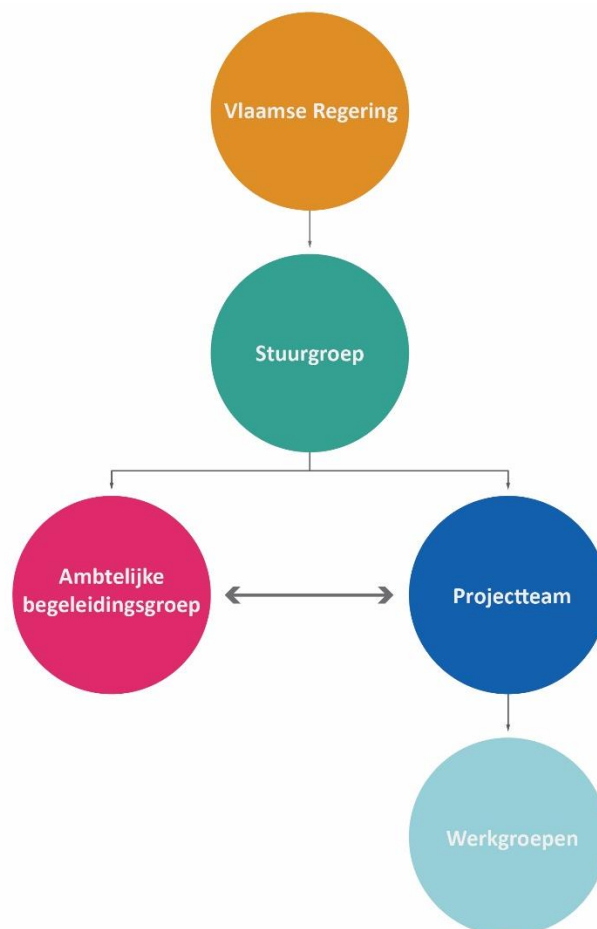 Vlaamse Regering
Stuurgroep
Ambtelijke
begeleidingsgroep
Projectteam
Werkgroepen